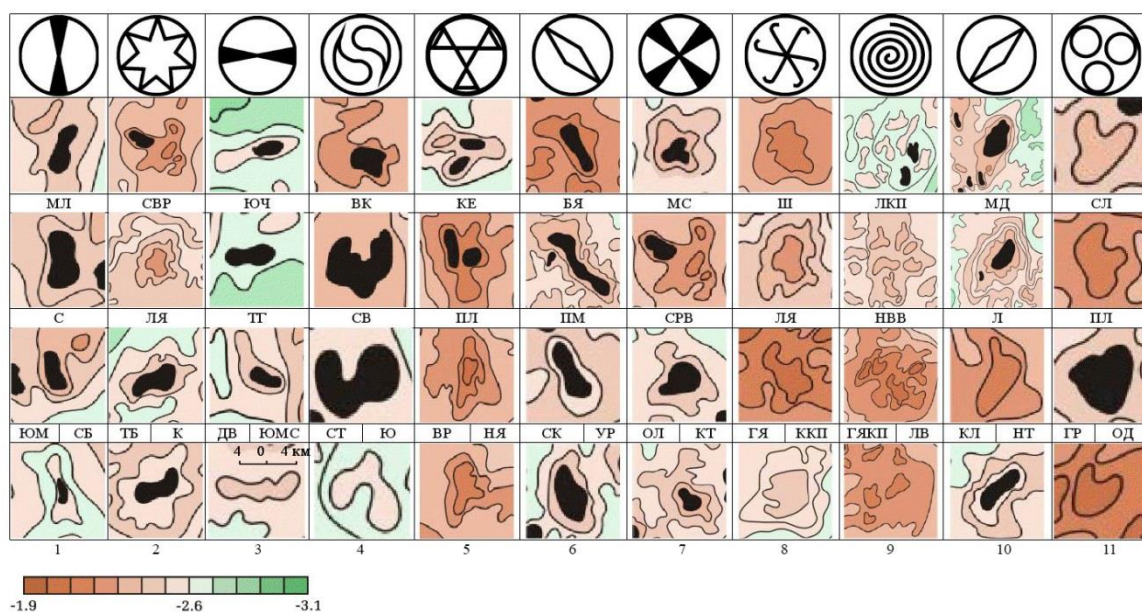 МЛ СВР ЮЧ ВК КЕ БЯ МС Ш ЛКП МД СЛ
С ЛЯ ТГ СВ ПЛ ПМ СРВ ЛЯ НВВ Л ПЛ
ЮМ СБ ТБ К ДВ ЮМС СТ Ю ВР НЯ СК УР ОЛ КТ ГЯ ККП ГЯКП ЛВ КЛ НТ ГР ОД
4 0 4 км
1 2 3 4 5 6 7 8 9 10 11
-1.9 -2.6 -3.1